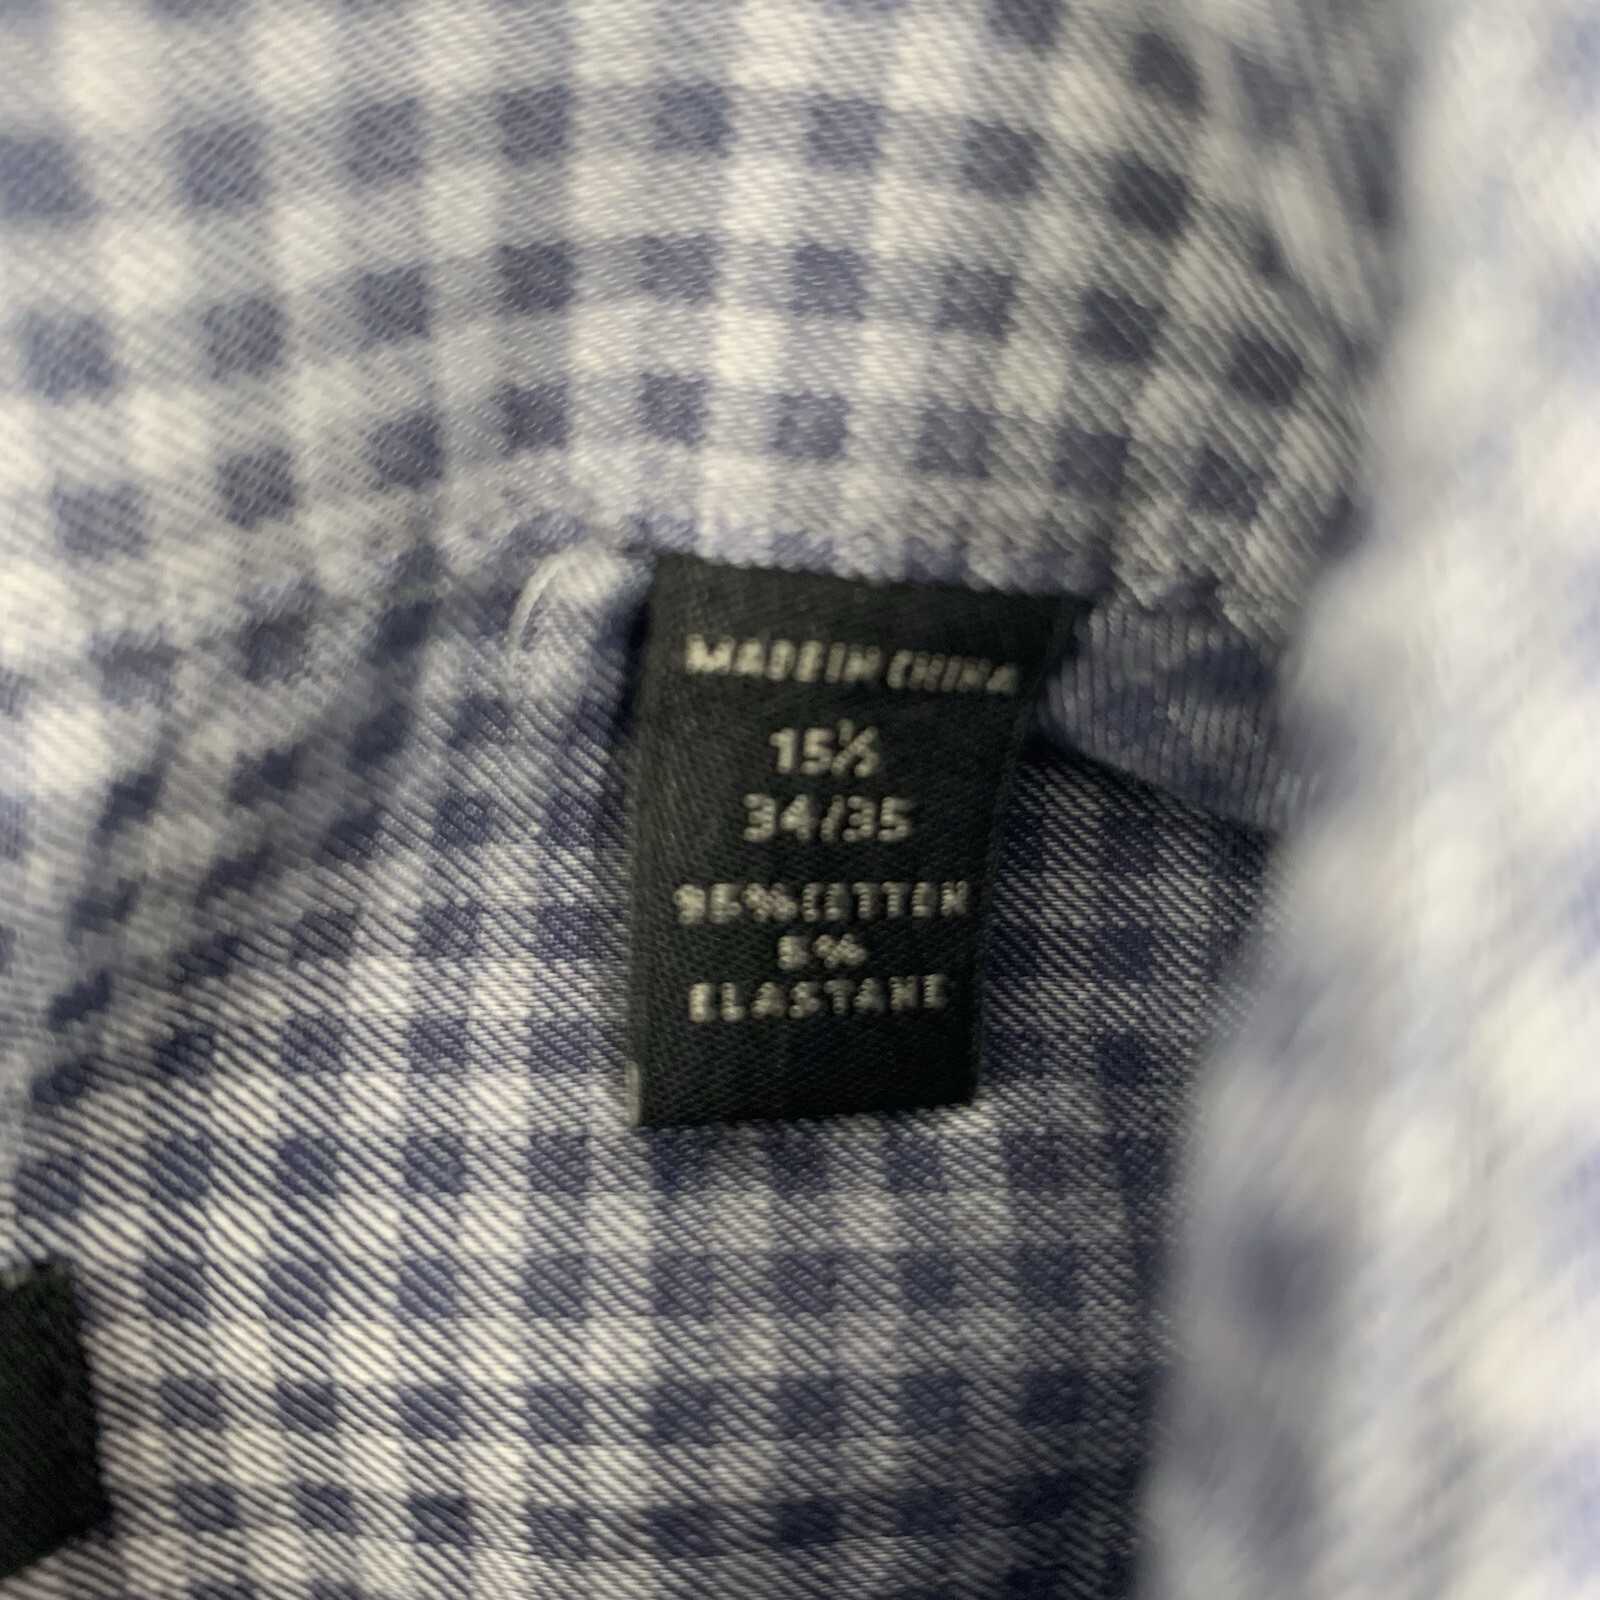 MADE IN CHINA
15½
34/35
95% COTTON
5%
ELASTANE